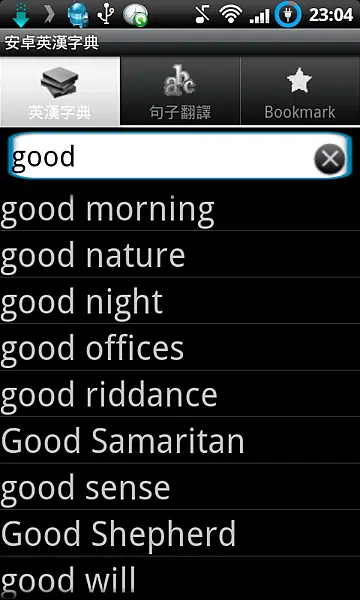 23:04
安卓英漢字典
英漢字典
句子翻譯
Bookmark
good
good morning
good nature
good night
good offices
good riddance
Good Samaritan
good sense
Good Shepherd
good will